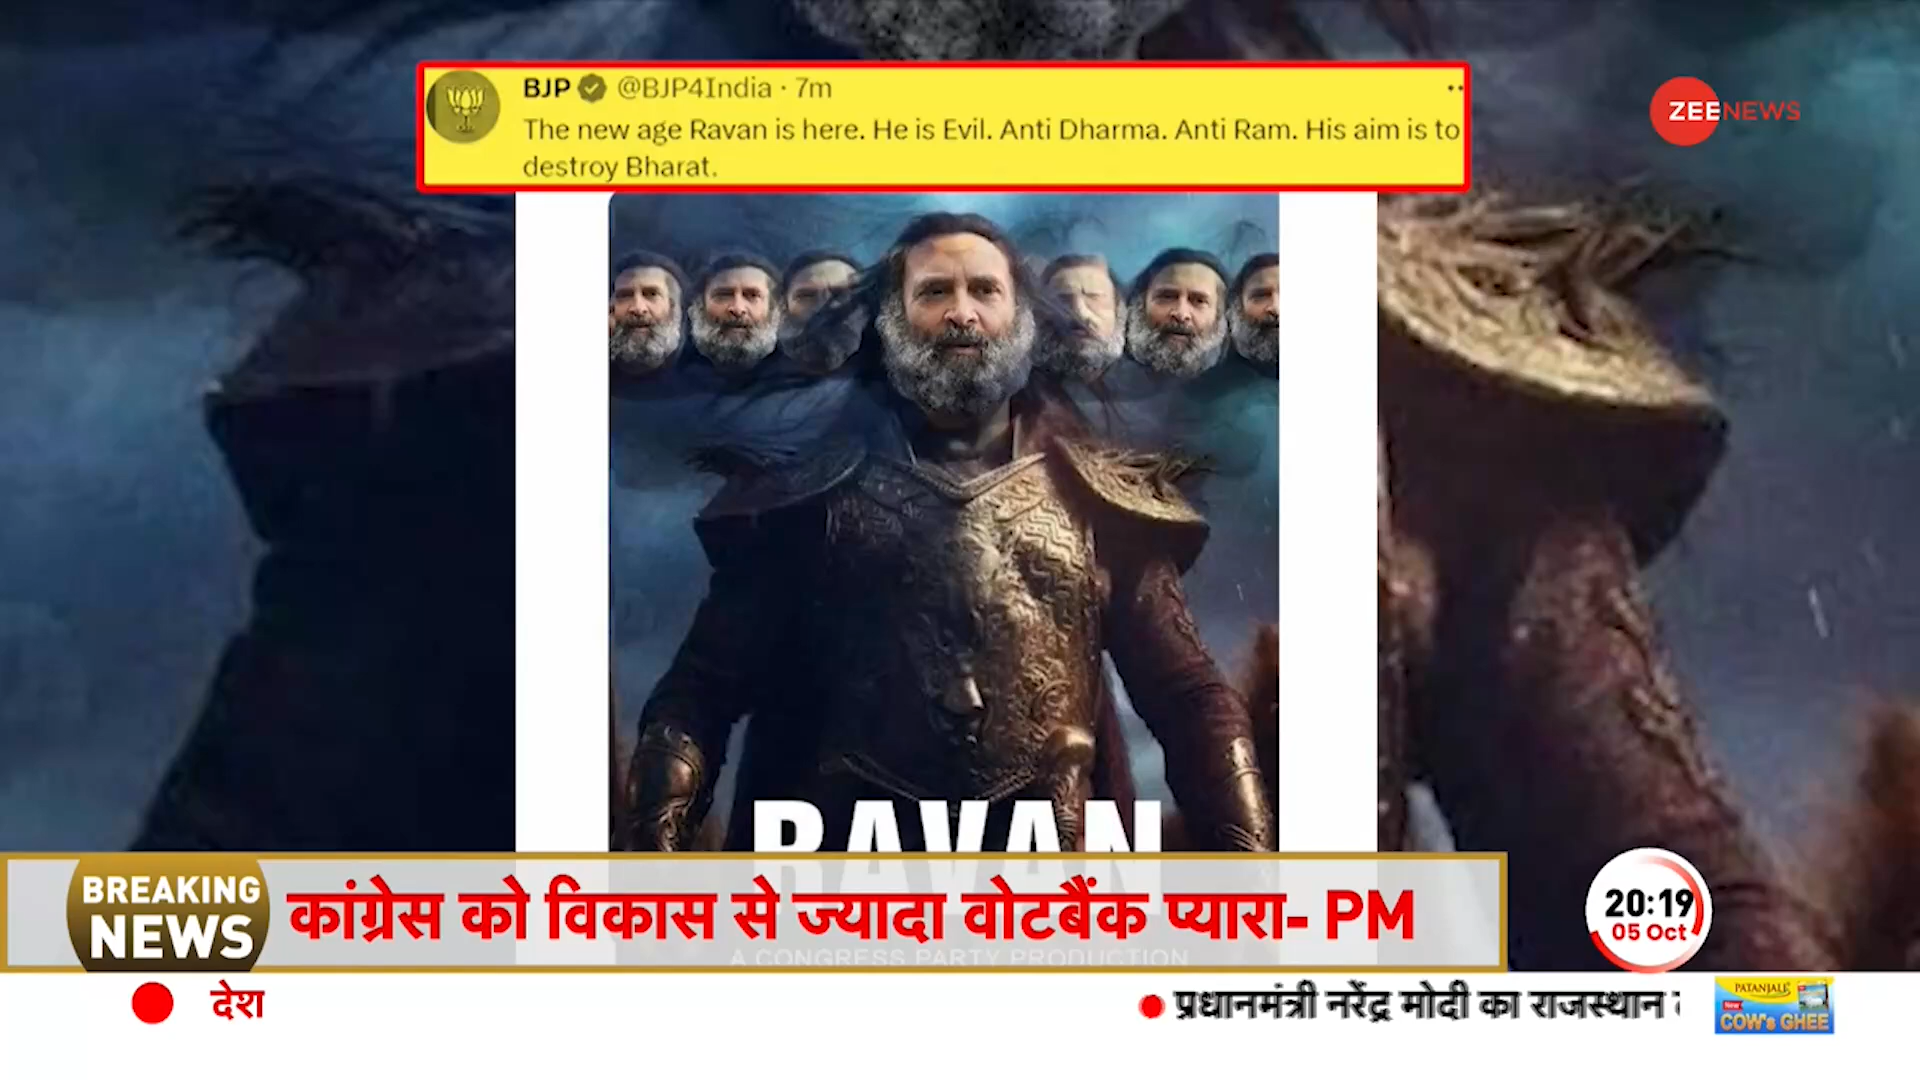 BJP @BJP4India · 7m
The new age Ravan is here. He is Evil. Anti Dharma. Anti Ram. His aim is to
destroy Bharat.
ZEENEWS
RAVAN
BREAKING
NEWS
कांग्रेस को विकास से ज्यादा वोटबैंक प्यारा- PM
A CONGRESS PARTY PRODUCTION
20:19
05 Oct
देश
प्रधानमंत्री नरेंद्र मोदी का राजस्थान
PATANJALI
New
COW's GHEE